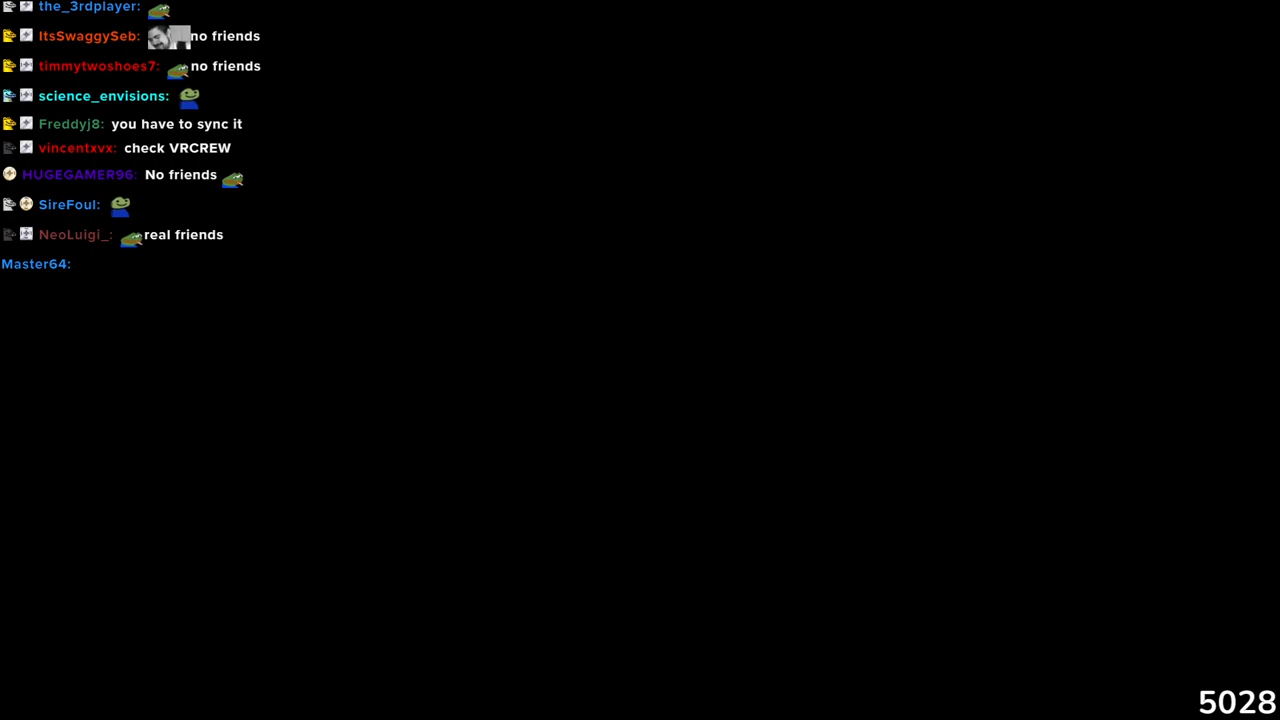 the_3rdplayer:
ItsSwaggySeb: no friends
timmytwoshoes7: no friends
science_envisions:
Freddyj8: you have to sync it
vincentxvx: check VRCREW
HUGEGAMER96: No friends
SireFoul:
NeoLuigi_: real friends
Master64:
5028